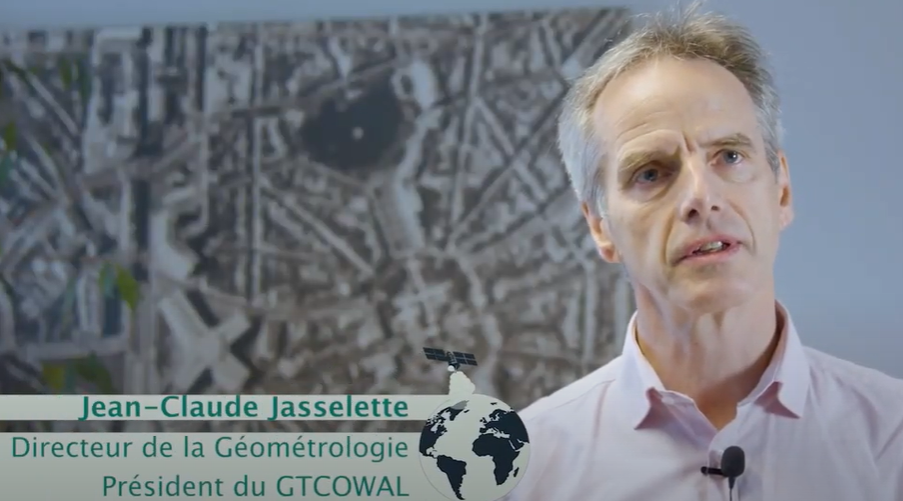 Jean-Claude Jasselette
Directeur de la Géométrologie
Président du GTCOWAL